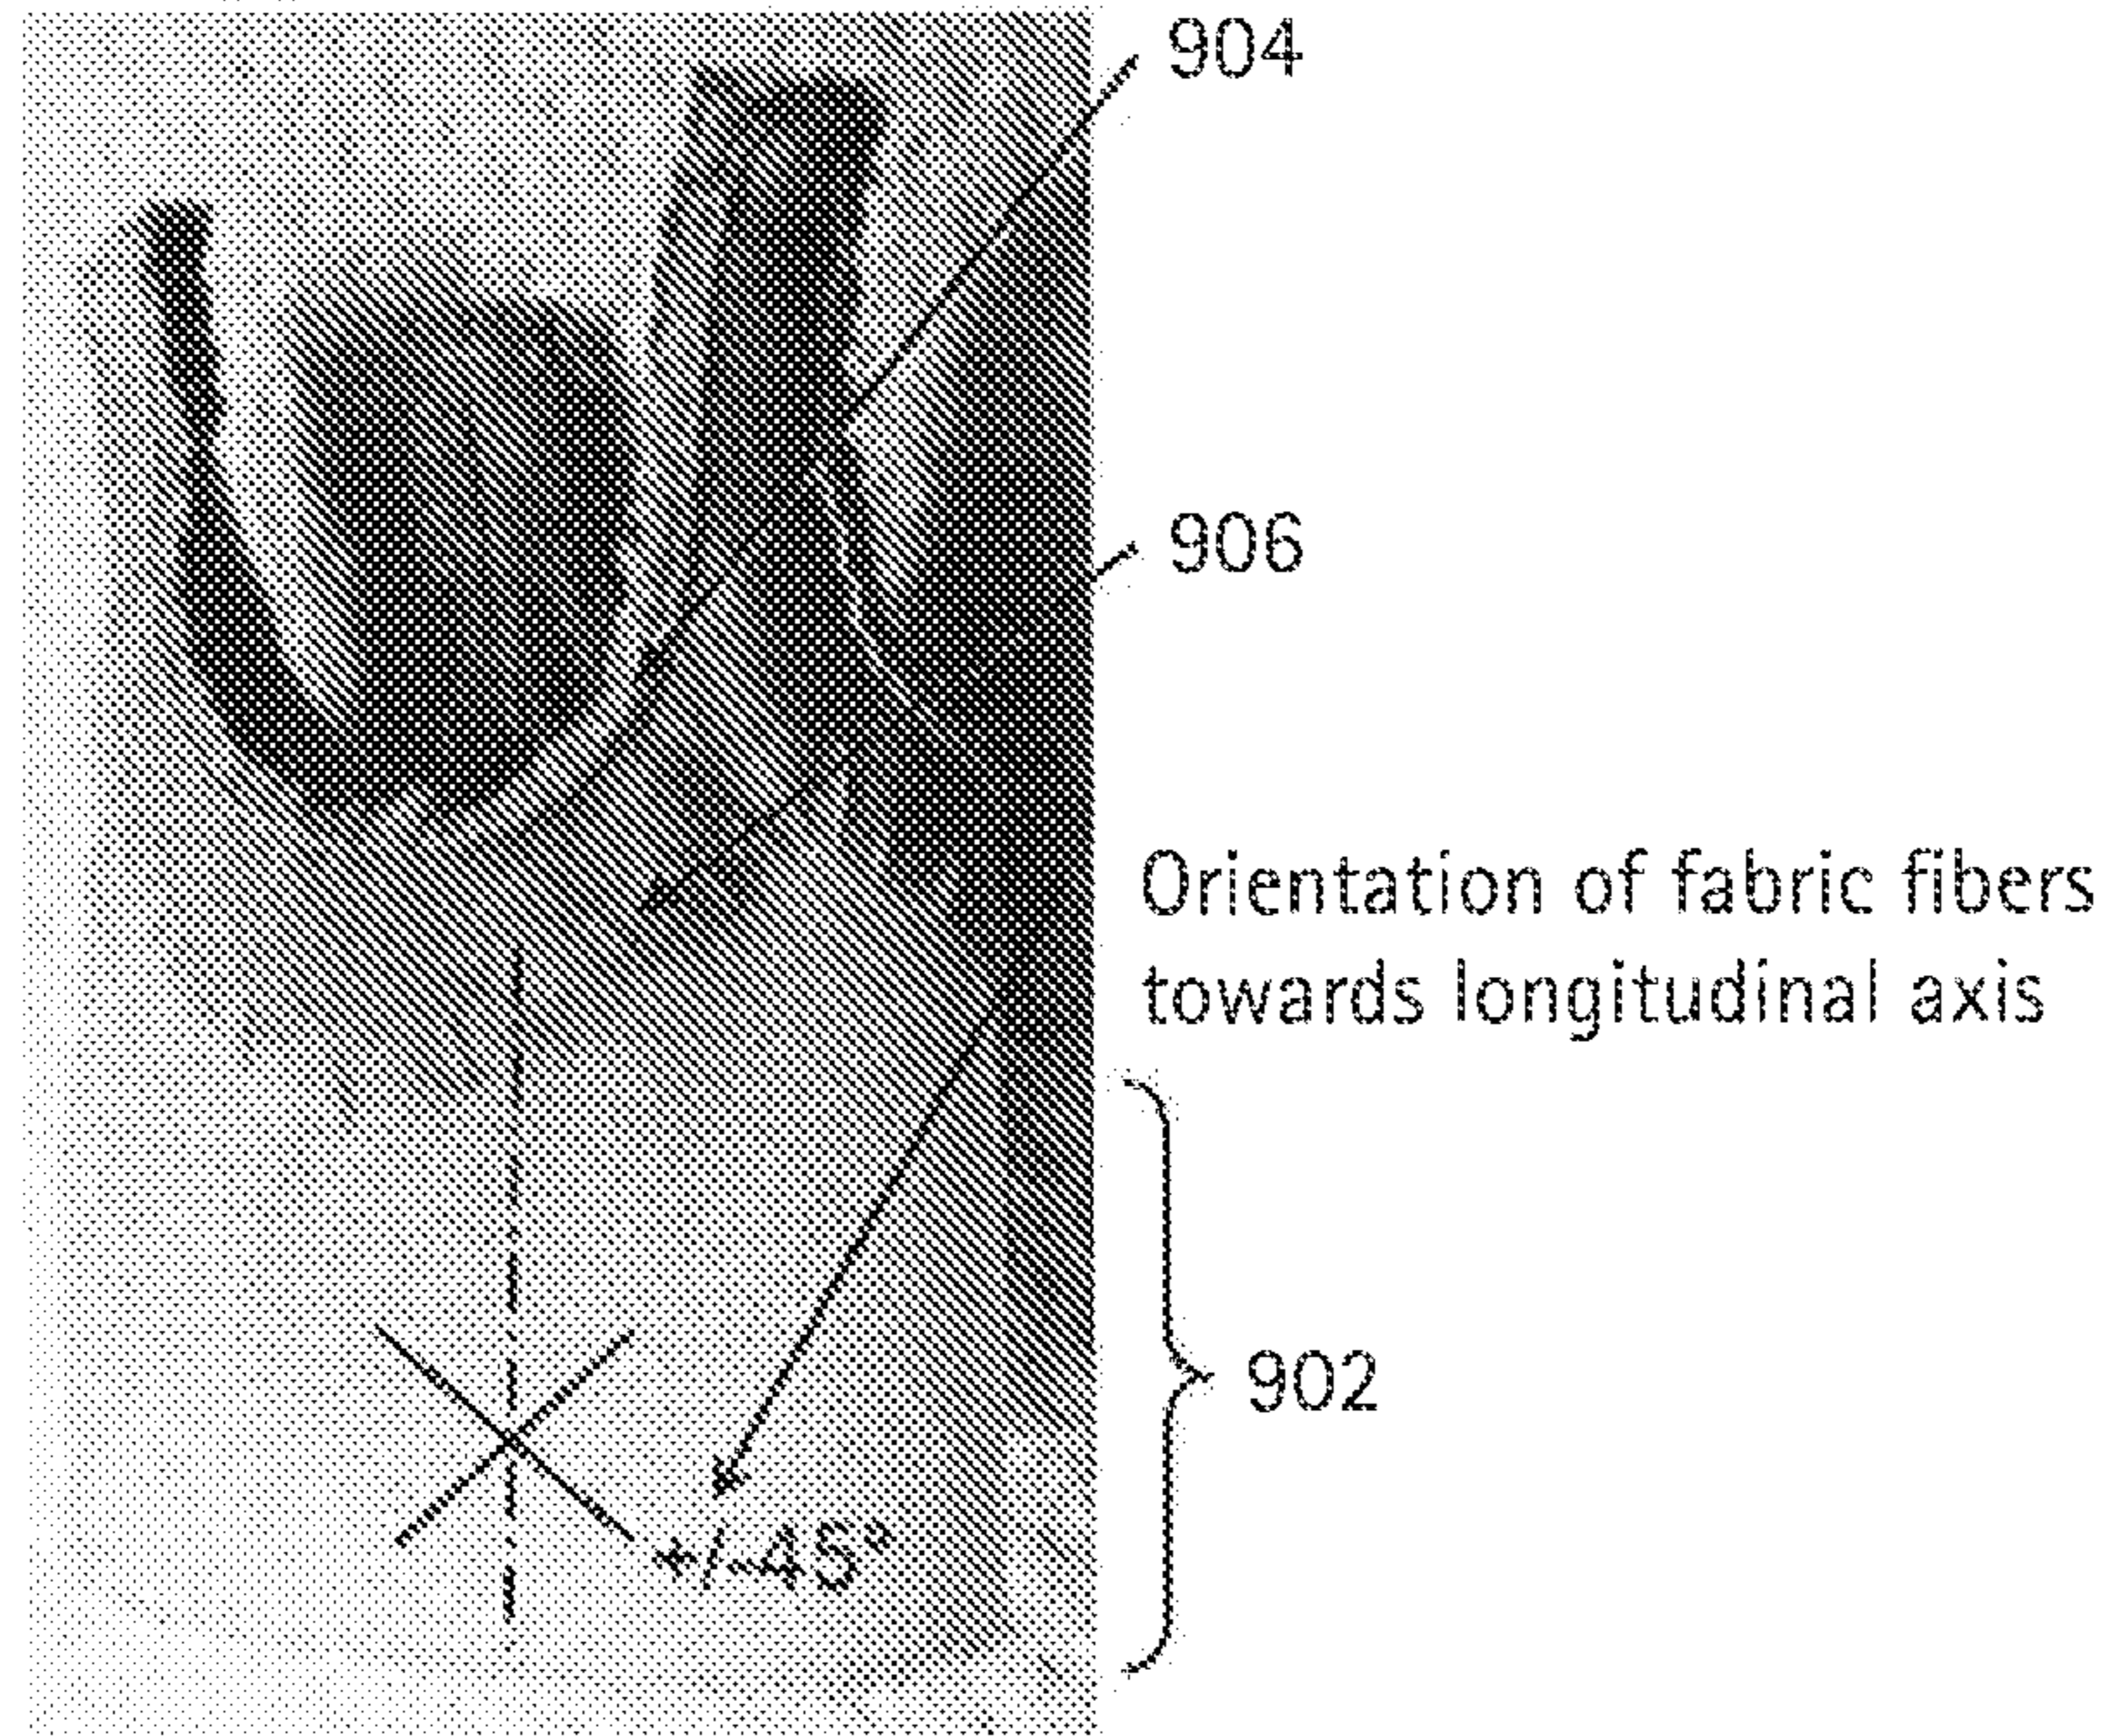 904
906
Orientation of fabric fibers
towards longitudinal axis
902
+/-45°